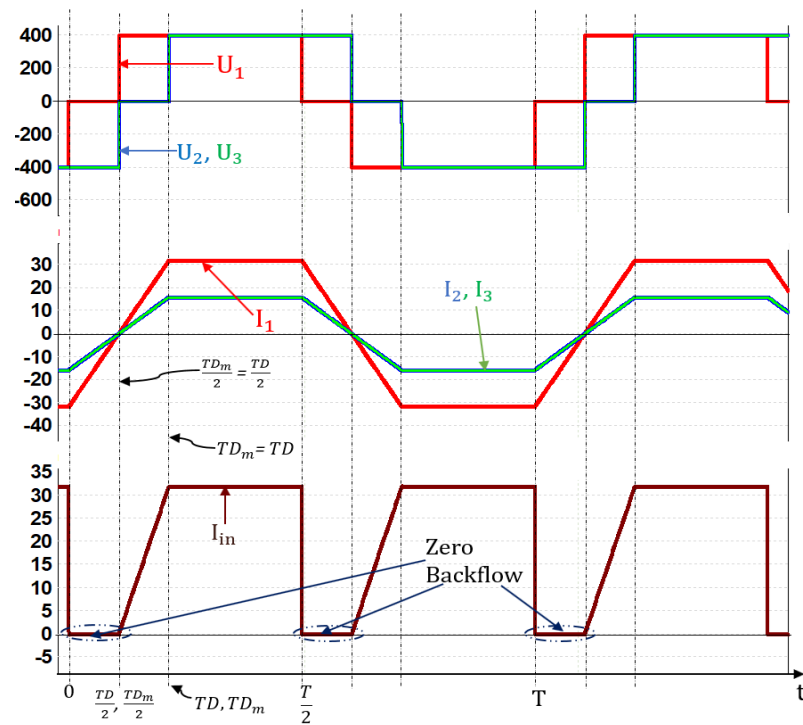 400
200
0
-200
-400
-600
U₁
U₂, U₃
30
20
10
0
-10
-20
-30
-40
I₁
I₂, I₃
TDₘ/2 = TD/2
TDₘ = TD
35
30
25
20
15
10
5
0
-5
I_in
Zero
Backflow
0
TD/2, TDₘ/2
TD, TDₘ
T/2
T
t